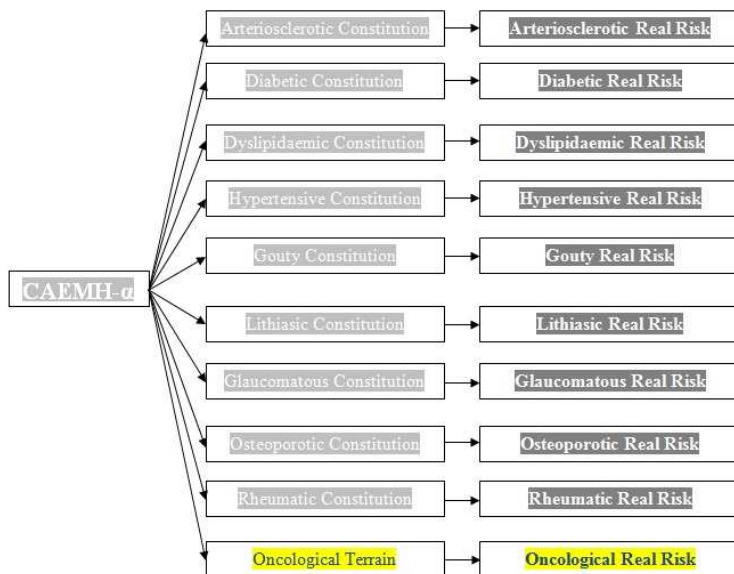 Arteriosclerotic Constitution
Arteriosclerotic Real Risk
Diabetic Constitution
Diabetic Real Risk
Dyslipidaemic Constitution
Dyslipidaemic Real Risk
Hypertensive Constitution
Hypertensive Real Risk
Gouty Constitution
Gouty Real Risk
CAEMH-α
Lithiasic Constitution
Lithiasic Real Risk
Glaucomatous Constitution
Glaucomatous Real Risk
Osteoporotic Constitution
Osteoporotic Real Risk
Rheumatic Constitution
Rheumatic Real Risk
Oncological Terrain
Oncological Real Risk